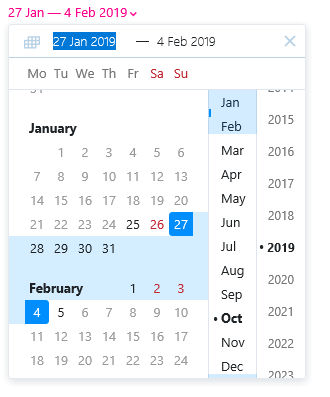 27 Jan — 4 Feb 2019
27 Jan 2019 — 4 Feb 2019
Mo Tu We Th Fr Sa Su
31
January
1 2 3 4 5 6
7 8 9 10 11 12 13
14 15 16 17 18 19 20
21 22 23 24 25 26 27
28 29 30 31
February 1 2 3
4 5 6 7 8 9 10
11 12 13 14 15 16 17
18 19 20 21 22 23 24
Jan
Feb
Mar
Apr
May
Jun
Jul
Aug
Sep
• Oct
Nov
Dec
2014
2015
2016
2017
2018
• 2019
2020
2021
2022
2023